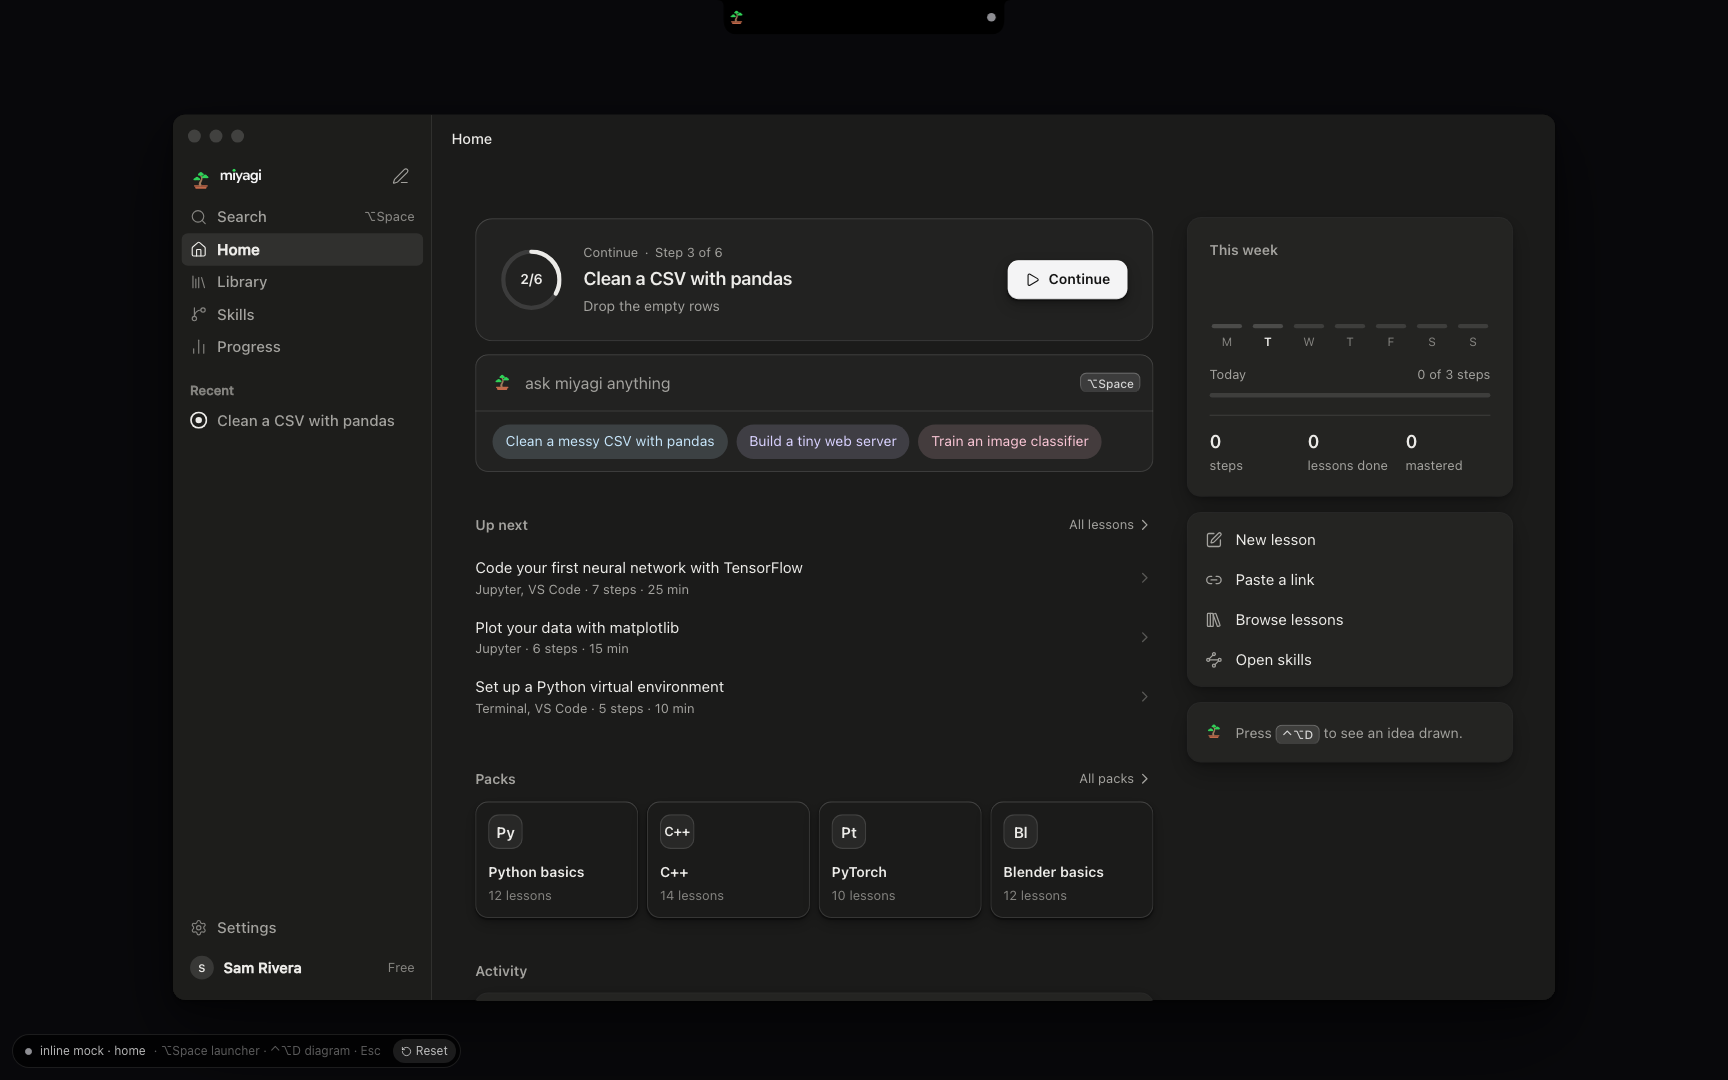 miyagi
Search ⌥Space
Home
Library
Skills
Progress
Recent
Clean a CSV with pandas
Settings
S Sam Rivera Free
Home
2/6
Continue · Step 3 of 6
Clean a CSV with pandas
Drop the empty rows
Continue
ask miyagi anything ⌥Space
Clean a messy CSV with pandas Build a tiny web server Train an image classifier
Up next All lessons
Code your first neural network with TensorFlow
Jupyter, VS Code · 7 steps · 25 min
Plot your data with matplotlib
Jupyter · 6 steps · 15 min
Set up a Python virtual environment
Terminal, VS Code · 5 steps · 10 min
Packs All packs
Py C++ Pt Bl
Python basics C++ PyTorch Blender basics
12 lessons 14 lessons 10 lessons 12 lessons
Activity
This week
M T W T F S S
Today 0 of 3 steps
0 0 0
steps lessons done mastered
New lesson
Paste a link
Browse lessons
Open skills
Press ⌃⌥D to see an idea drawn.
inline mock · home · ⌥Space launcher · ⌃⌥D diagram · Esc Reset